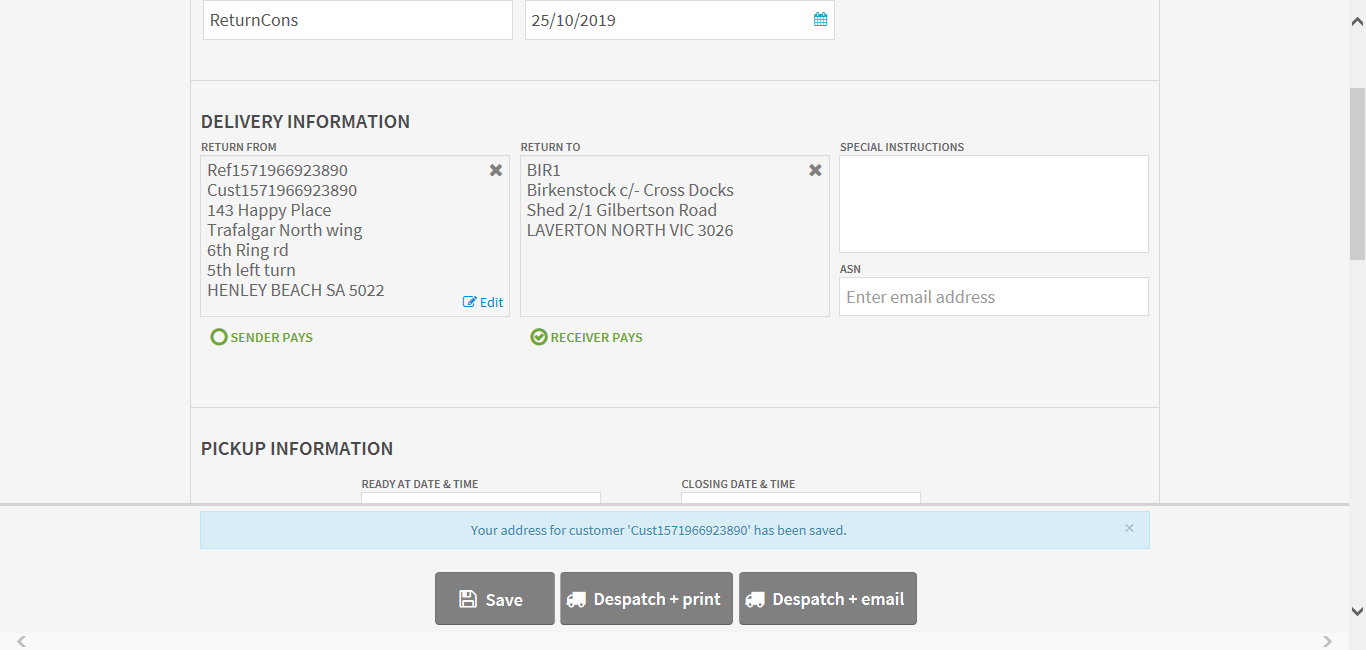 ReturnCons
25/10/2019
DELIVERY INFORMATION
RETURN FROM
Ref1571966923890
Cust1571966923890
143 Happy Place
Trafalgar North wing
6th Ring rd
5th left turn
HENLEY BEACH SA 5022
Edit
SENDER PAYS
RETURN TO
BIR1
Birkenstock c/- Cross Docks
Shed 2/1 Gilbertson Road
LAVERTON NORTH VIC 3026
RECEIVER PAYS
SPECIAL INSTRUCTIONS
ASN
Enter email address
PICKUP INFORMATION
READY AT DATE & TIME
CLOSING DATE & TIME
Your address for customer 'Cust1571966923890' has been saved.
Save
Despatch + print
Despatch + email